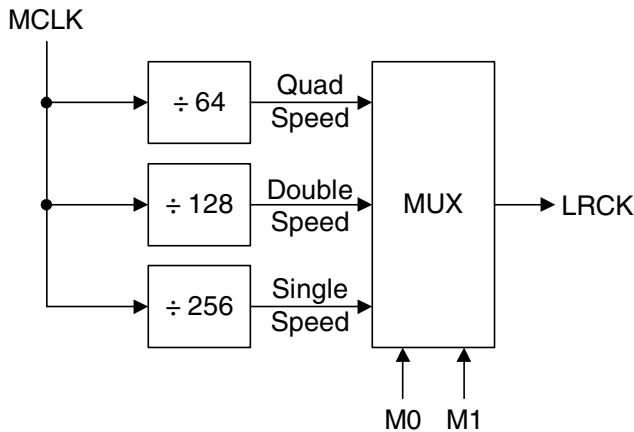 MCLK
÷ 64
Quad
Speed
÷ 128
Double
Speed
MUX
LRCK
÷ 256
Single
Speed
M0 M1